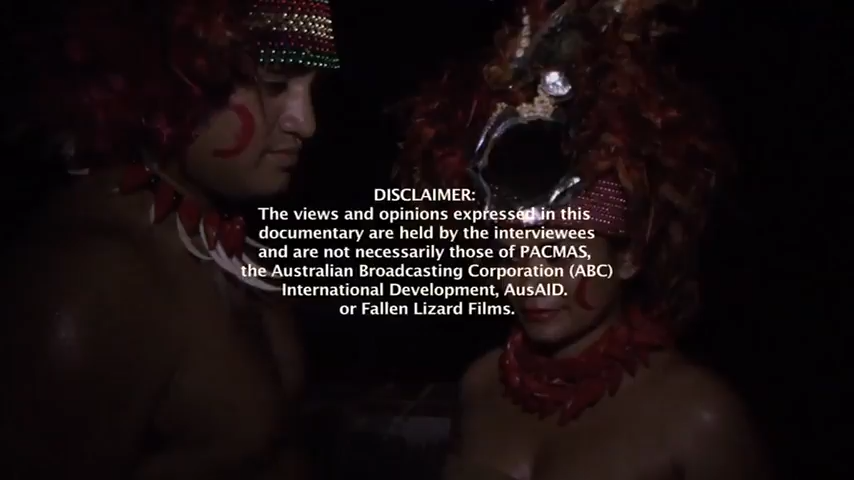 DISCLAIMER:
The views and opinions expressed in this
documentary are held by the interviewees
and are not necessarily those of PACMAS,
the Australian Broadcasting Corporation (ABC)
International Development, AusAID.
or Fallen Lizard Films.